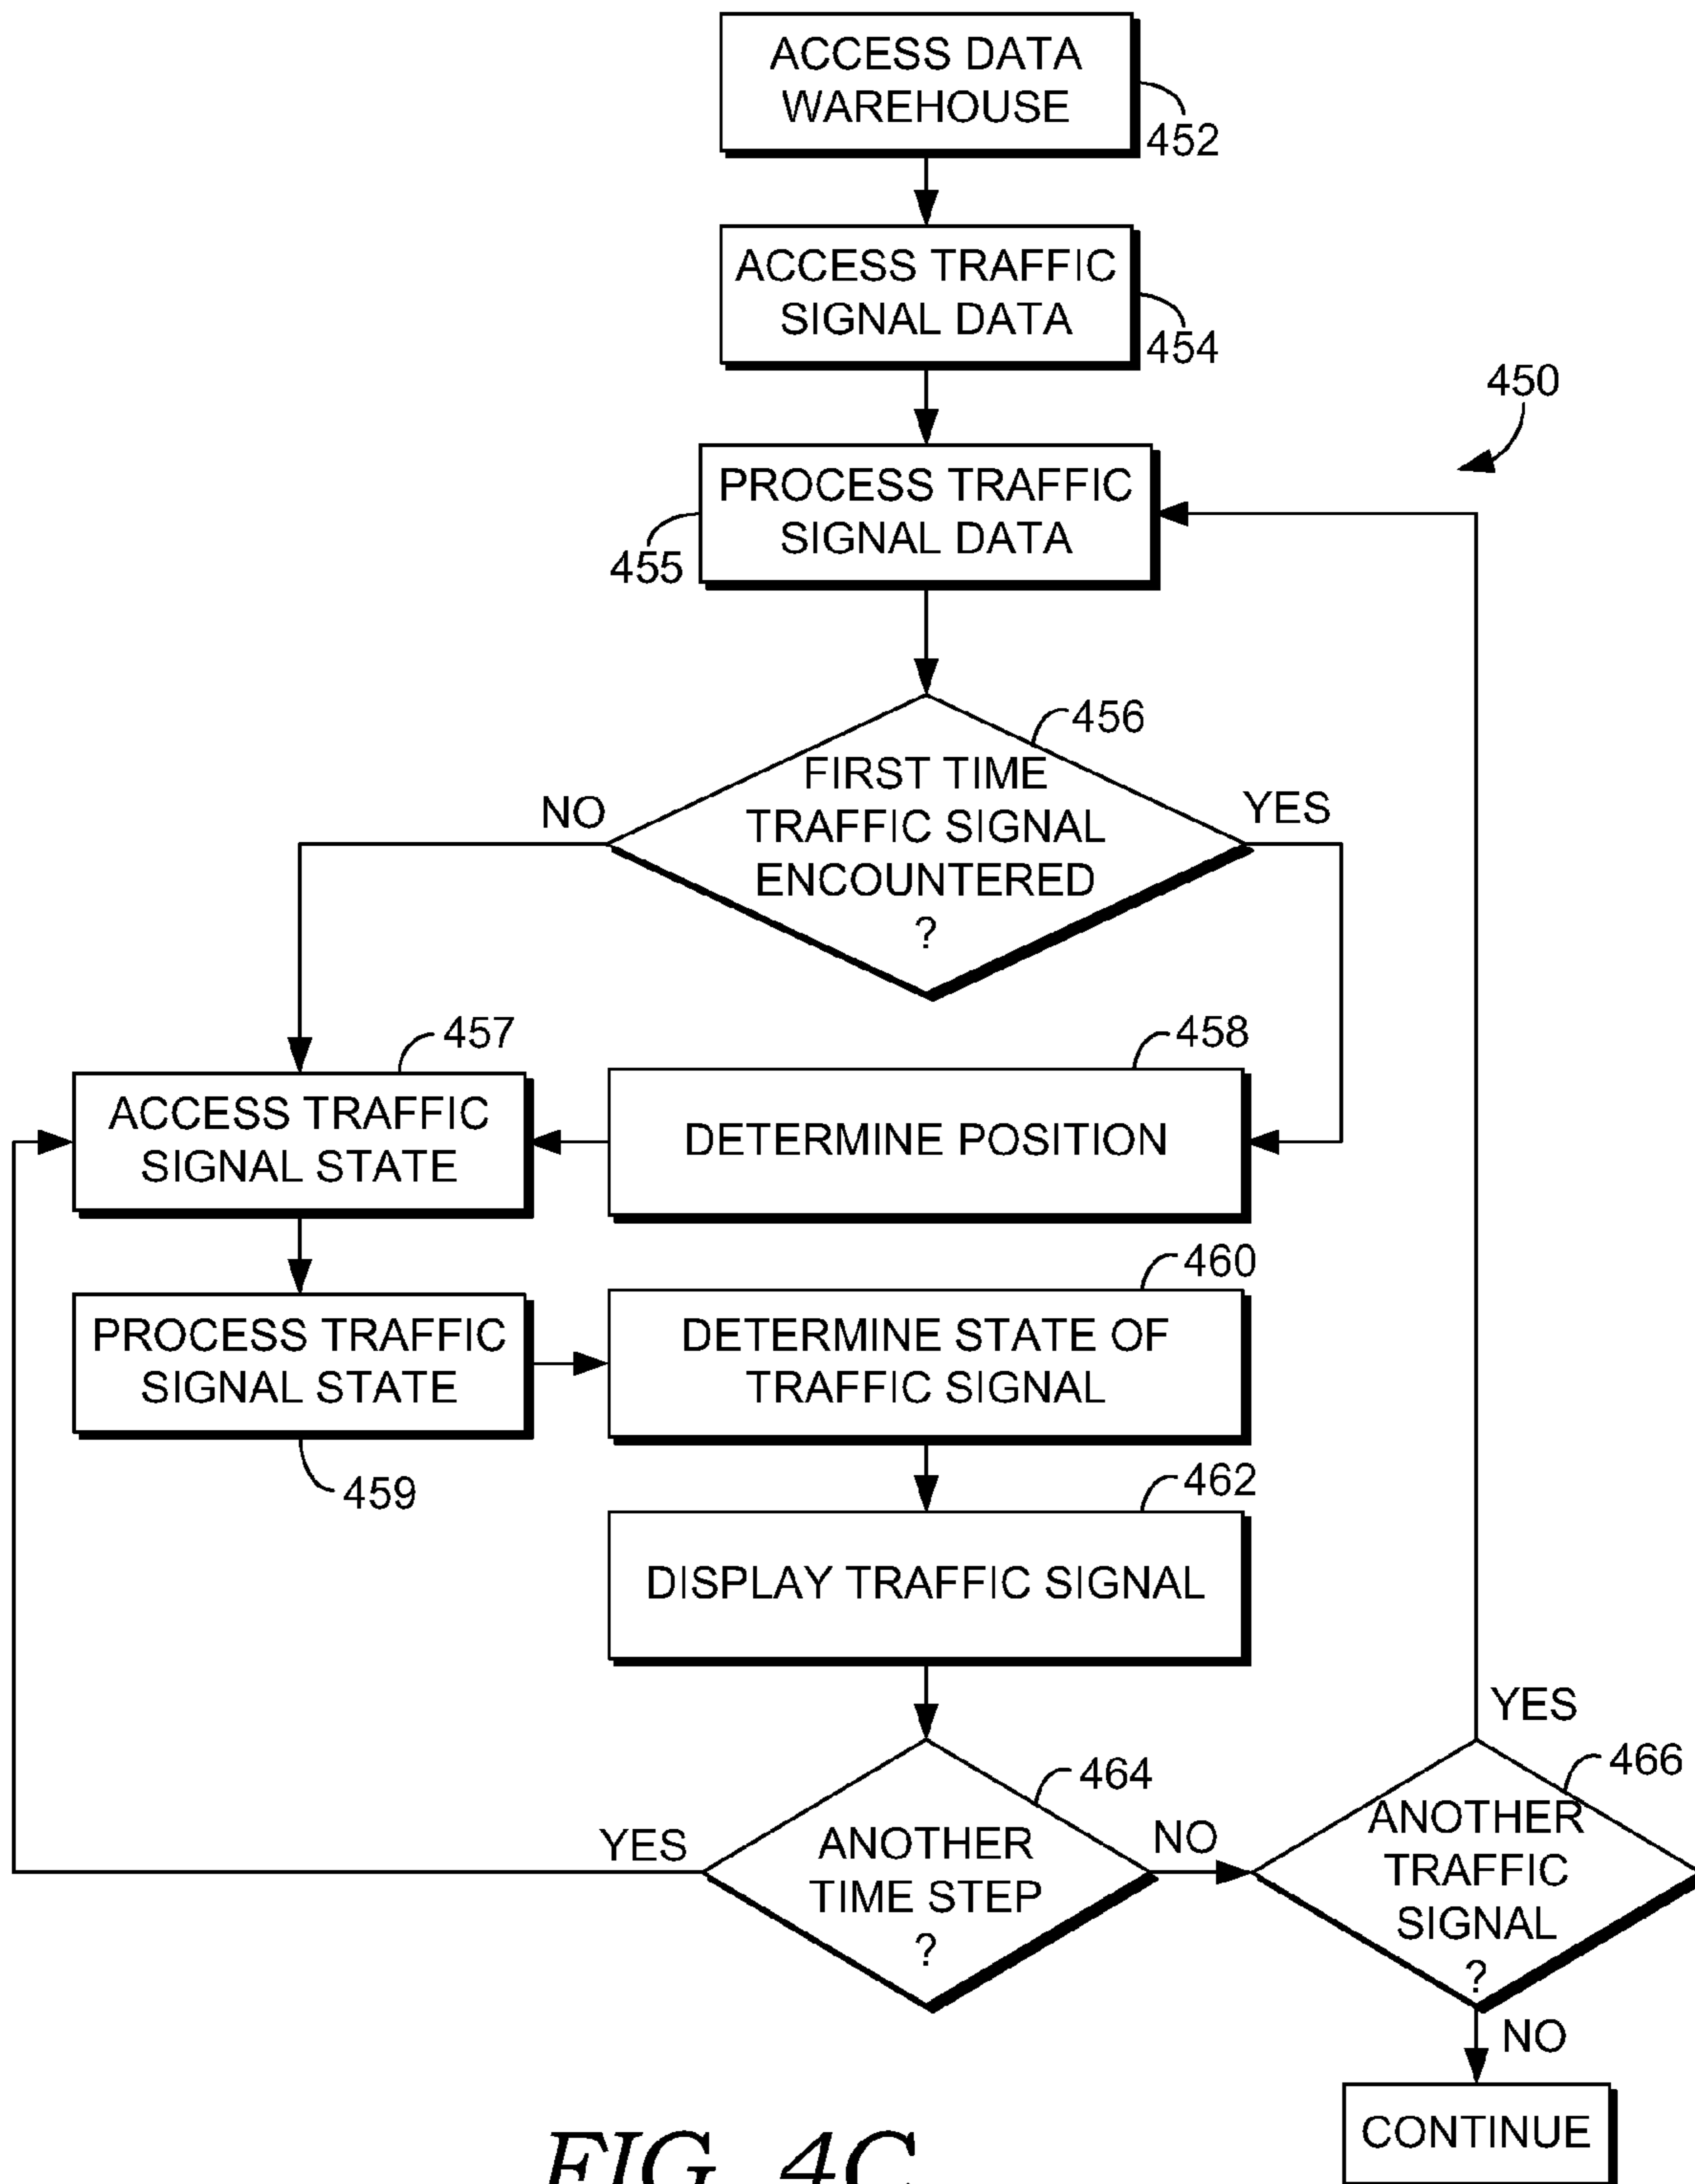 ACCESS DATA
WAREHOUSE
452
ACCESS TRAFFIC
SIGNAL DATA
454
450
PROCESS TRAFFIC
SIGNAL DATA
455
456
FIRST TIME
TRAFFIC SIGNAL
ENCOUNTERED
?
NO
YES
457
458
ACCESS TRAFFIC
SIGNAL STATE
DETERMINE POSITION
460
PROCESS TRAFFIC
SIGNAL STATE
459
DETERMINE STATE OF
TRAFFIC SIGNAL
462
DISPLAY TRAFFIC SIGNAL
464
ANOTHER
TIME STEP
?
YES
NO
YES
466
ANOTHER
TRAFFIC
SIGNAL
?
NO
CONTINUE
FIG. 4C